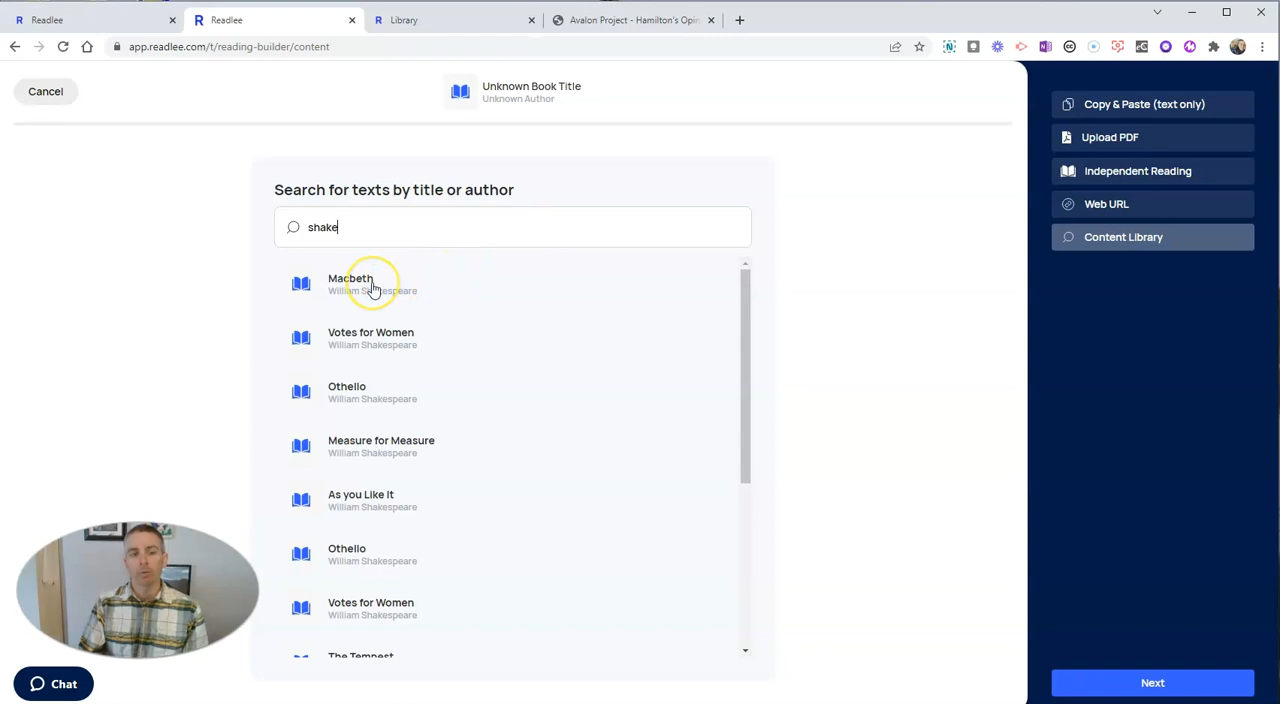 Readlee
Readlee
Library
Avalon Project - Hamilton's Opin
app.readlee.com/t/reading-builder/content
Cancel
Unknown Book Title
Unknown Author
Copy & Paste (text only)
Upload PDF
Independent Reading
Web URL
Content Library
Search for texts by title or author
shake
Macbeth
William Shakespeare
Votes for Women
William Shakespeare
Othello
William Shakespeare
Measure for Measure
William Shakespeare
As you Like It
William Shakespeare
Othello
William Shakespeare
Votes for Women
William Shakespeare
The Tempest
Chat
Next